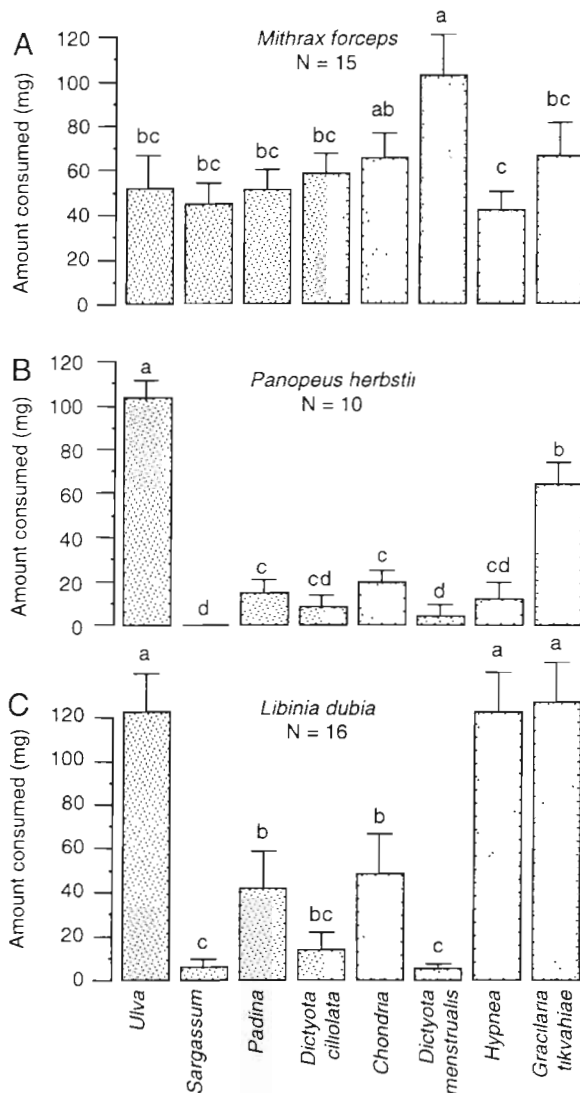 A
Mithrax forceps
N = 15
Amount consumed (mg)
120
100
80
60
40
20
0
bc
bc
bc
bc
ab
a
c
bc
B
Panopeus herbstii
N = 10
Amount consumed (mg)
120
100
80
60
40
20
0
a
d
c
cd
c
d
cd
b
C
Libinia dubia
N = 16
Amount consumed (mg)
120
100
80
60
40
20
0
a
c
b
bc
b
c
a
a
Ulva
Sargassum
Padina
Dictyota
ciliolata
Chondria
Dictyota
menstrualis
Hypnea
Gracilaria
tikvahiae